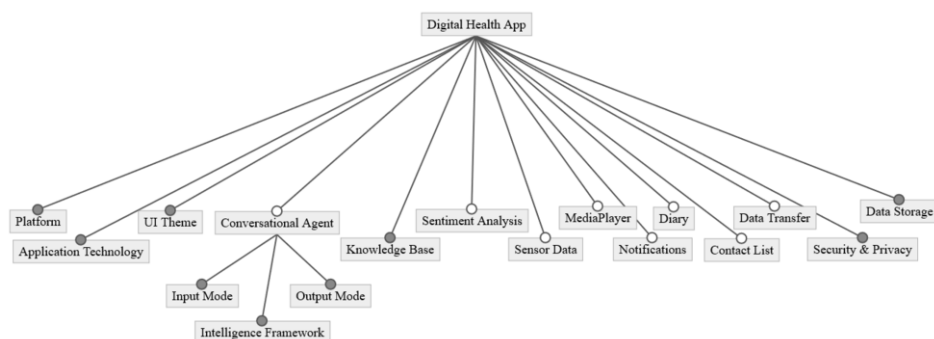 Digital Health App
Platform
UI Theme
Conversational Agent
Sentiment Analysis
MediaPlayer
Diary
Data Transfer
Data Storage
Application Technology
Knowledge Base
Sensor Data
Notifications
Contact List
Security & Privacy
Input Mode
Output Mode
Intelligence Framework